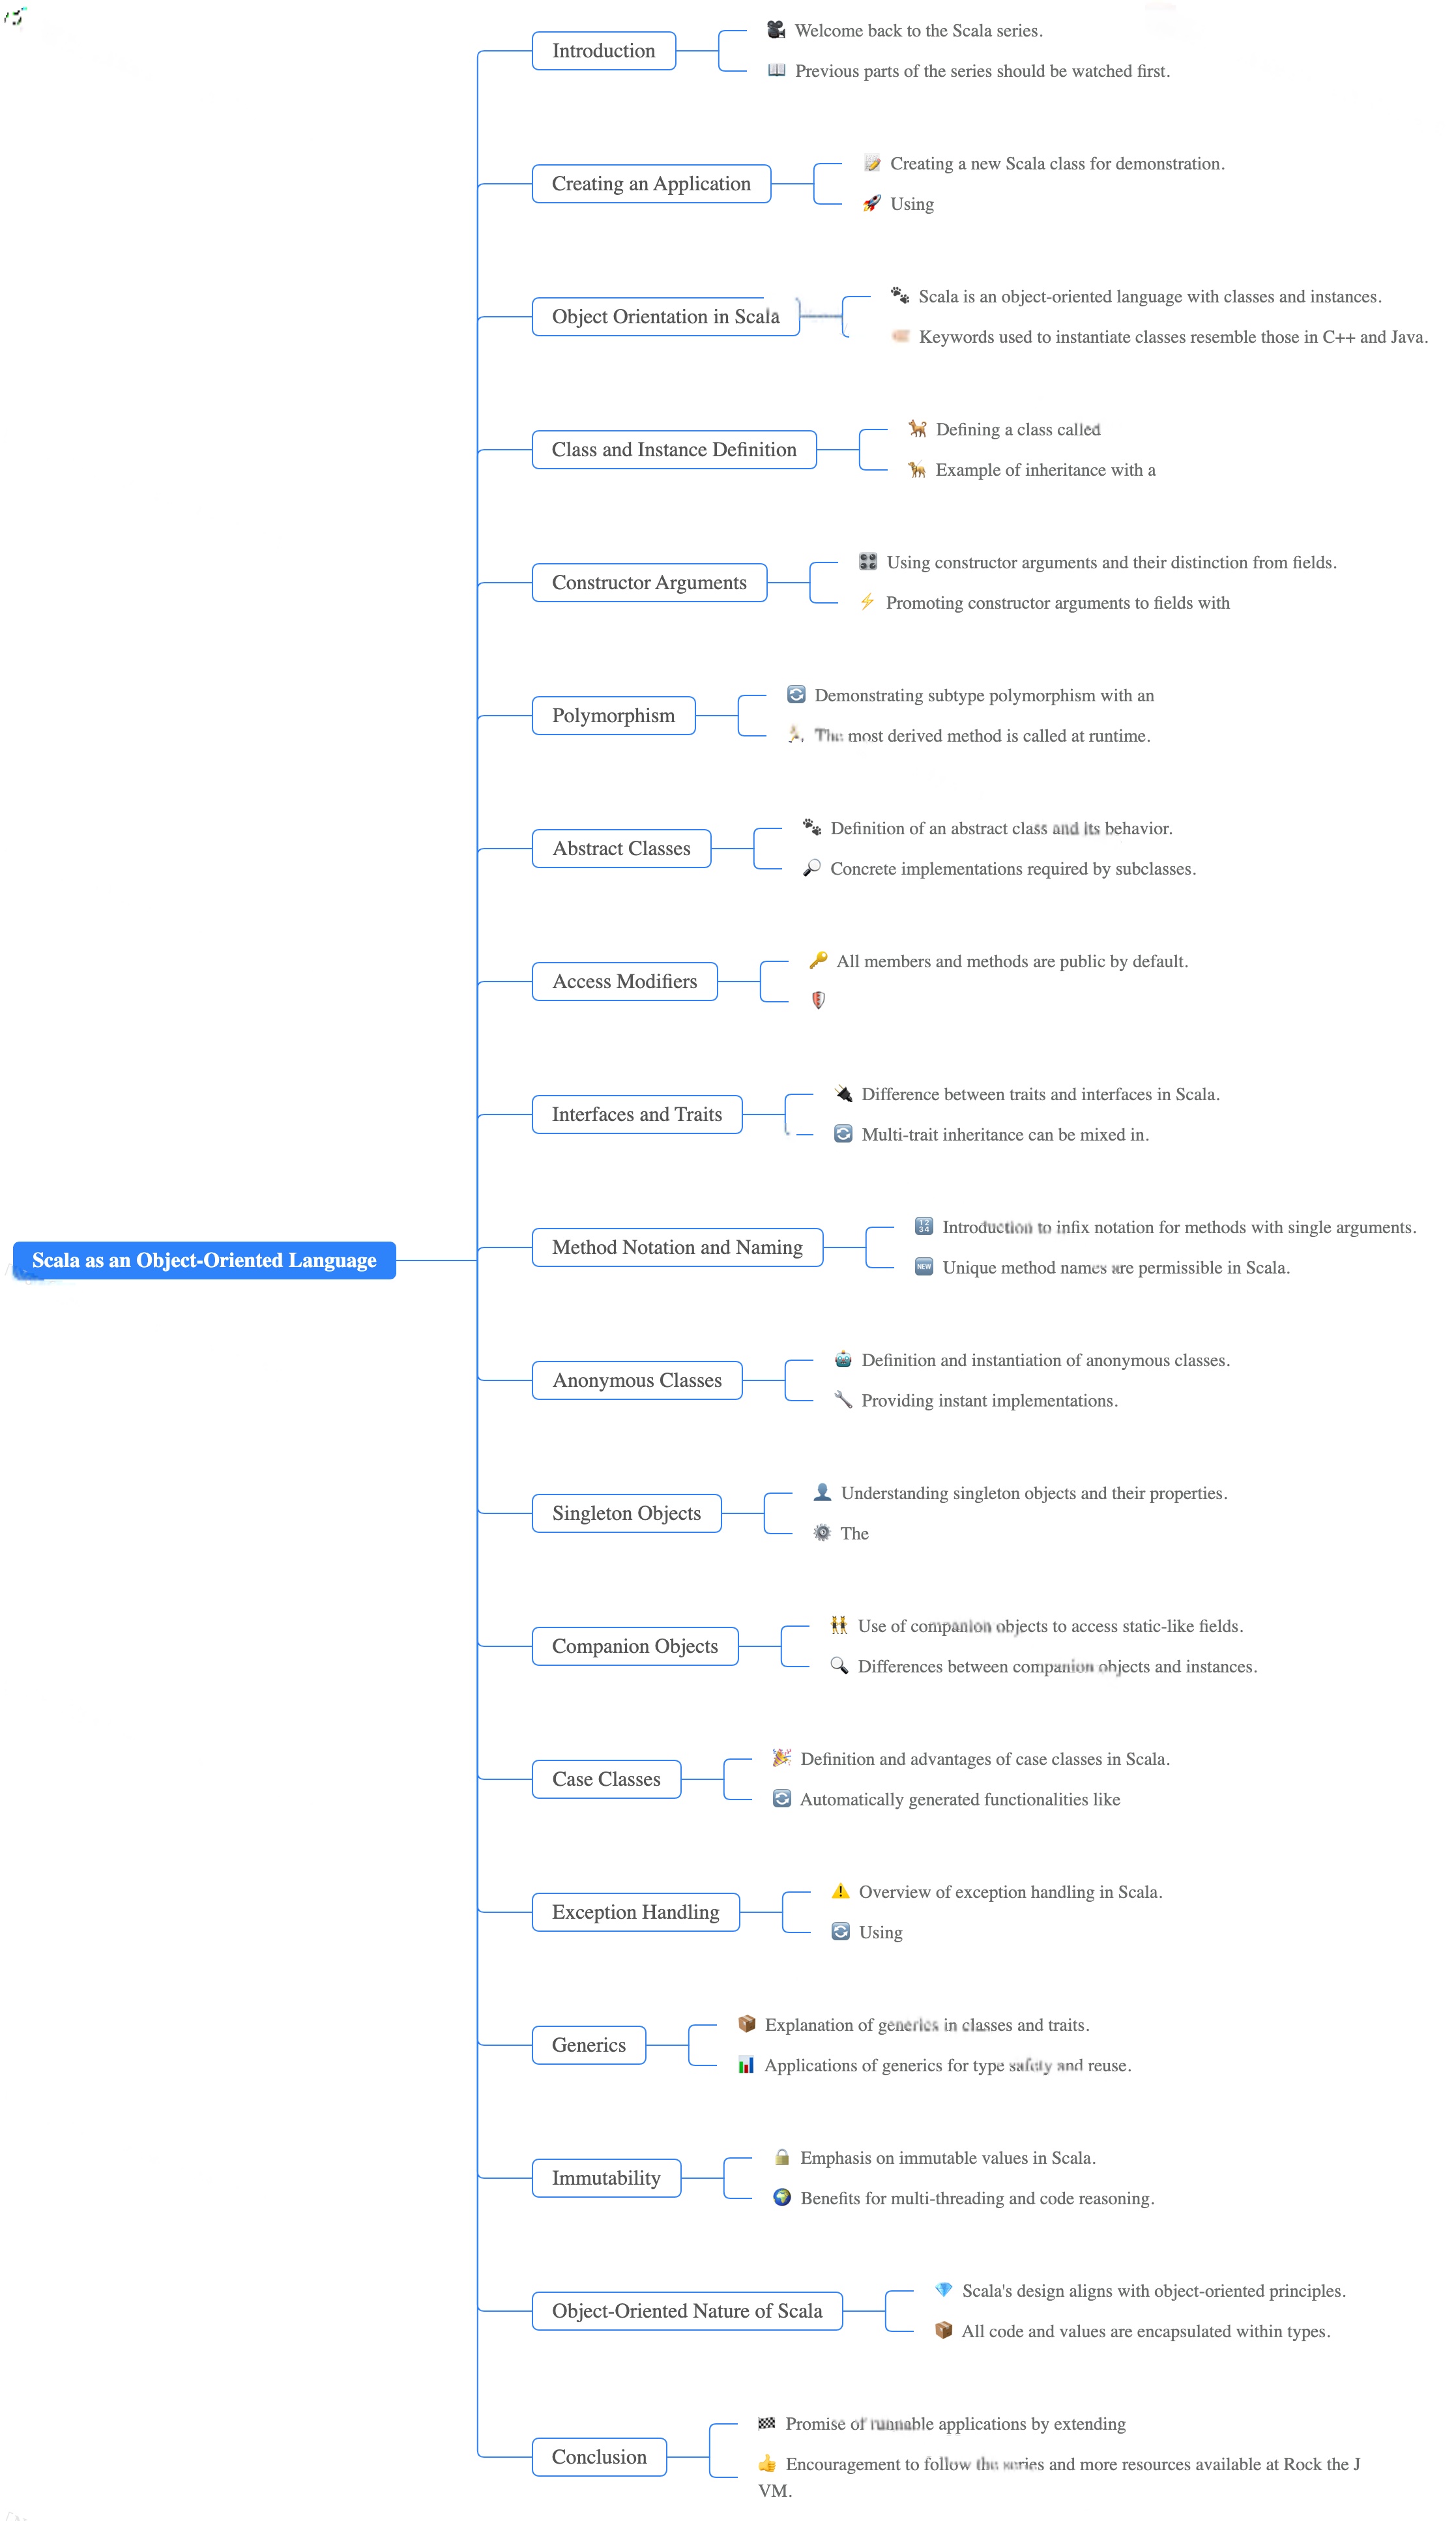 Introduction
Welcome back to the Scala series.
Previous parts of the series should be watched first.
Creating an Application
Creating a new Scala class for demonstration.
Using
Object Orientation in Scala
Scala is an object-oriented language with classes and instances.
Keywords used to instantiate classes resemble those in C++ and Java.
Class and Instance Definition
Defining a class called
Example of inheritance with a
Constructor Arguments
Using constructor arguments and their distinction from fields.
Promoting constructor arguments to fields with
Polymorphism
Demonstrating subtype polymorphism with an
The most derived method is called at runtime.
Abstract Classes
Definition of an abstract class and its behavior.
Concrete implementations required by subclasses.
Access Modifiers
All members and methods are public by default.
Interfaces and Traits
Difference between traits and interfaces in Scala.
Multi-trait inheritance can be mixed in.
Scala as an Object-Oriented Language
Method Notation and Naming
Introduction to infix notation for methods with single arguments.
Unique method names are permissible in Scala.
Anonymous Classes
Definition and instantiation of anonymous classes.
Providing instant implementations.
Singleton Objects
Understanding singleton objects and their properties.
The
Companion Objects
Use of companion objects to access static-like fields.
Differences between companion objects and instances.
Case Classes
Definition and advantages of case classes in Scala.
Automatically generated functionalities like
Exception Handling
Overview of exception handling in Scala.
Using
Generics
Explanation of generics in classes and traits.
Applications of generics for type safety and reuse.
Immutability
Emphasis on immutable values in Scala.
Benefits for multi-threading and code reasoning.
Object-Oriented Nature of Scala
Scala's design aligns with object-oriented principles.
All code and values are encapsulated within types.
Conclusion
Promise of runnable applications by extending
Encouragement to follow the series and more resources available at Rock the J
VM.